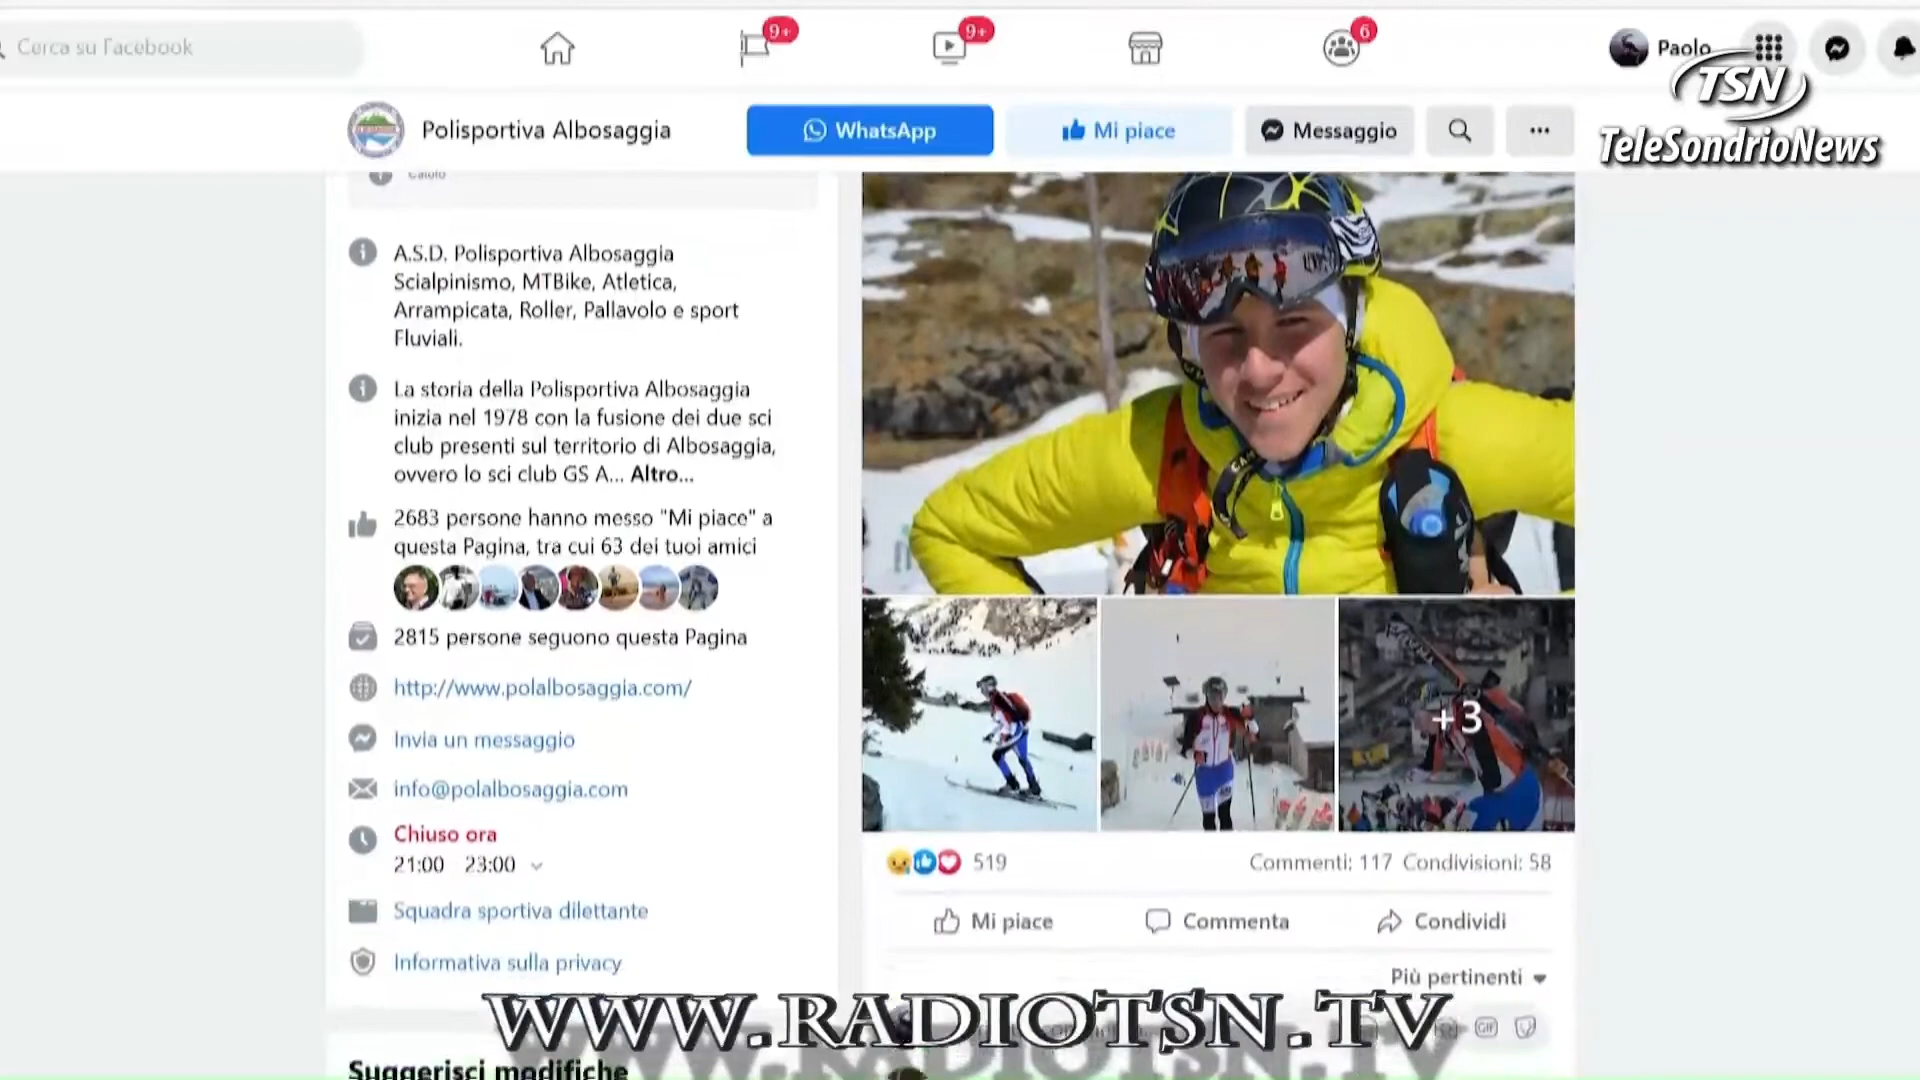 Cerca su Facebook
9+
9+
6
Paolo
TSN
TeleSondrioNews
Polisportiva Albosaggia
WhatsApp
Mi piace
Messaggio
Caiolo
A.S.D. Polisportiva Albosaggia
Scialpinismo, MTBike, Atletica,
Arrampicata, Roller, Pallavolo e sport
Fluviali.
La storia della Polisportiva Albosaggia
inizia nel 1978 con la fusione dei due sci
club presenti sul territorio di Albosaggia,
ovvero lo sci club GS A... Altro...
2683 persone hanno messo "Mi piace" a
questa Pagina, tra cui 63 dei tuoi amici
2815 persone seguono questa Pagina
http://www.polalbosaggia.com/
Invia un messaggio
info@polalbosaggia.com
Chiuso ora
21:00 23:00
Squadra sportiva dilettante
Informativa sulla privacy
Suggerisci modifiche
+3
519
Commenti: 117 Condivisioni: 58
Mi piace
Commenta
Condividi
Più pertinenti
GIF
WWW.RADIOTSN.TV